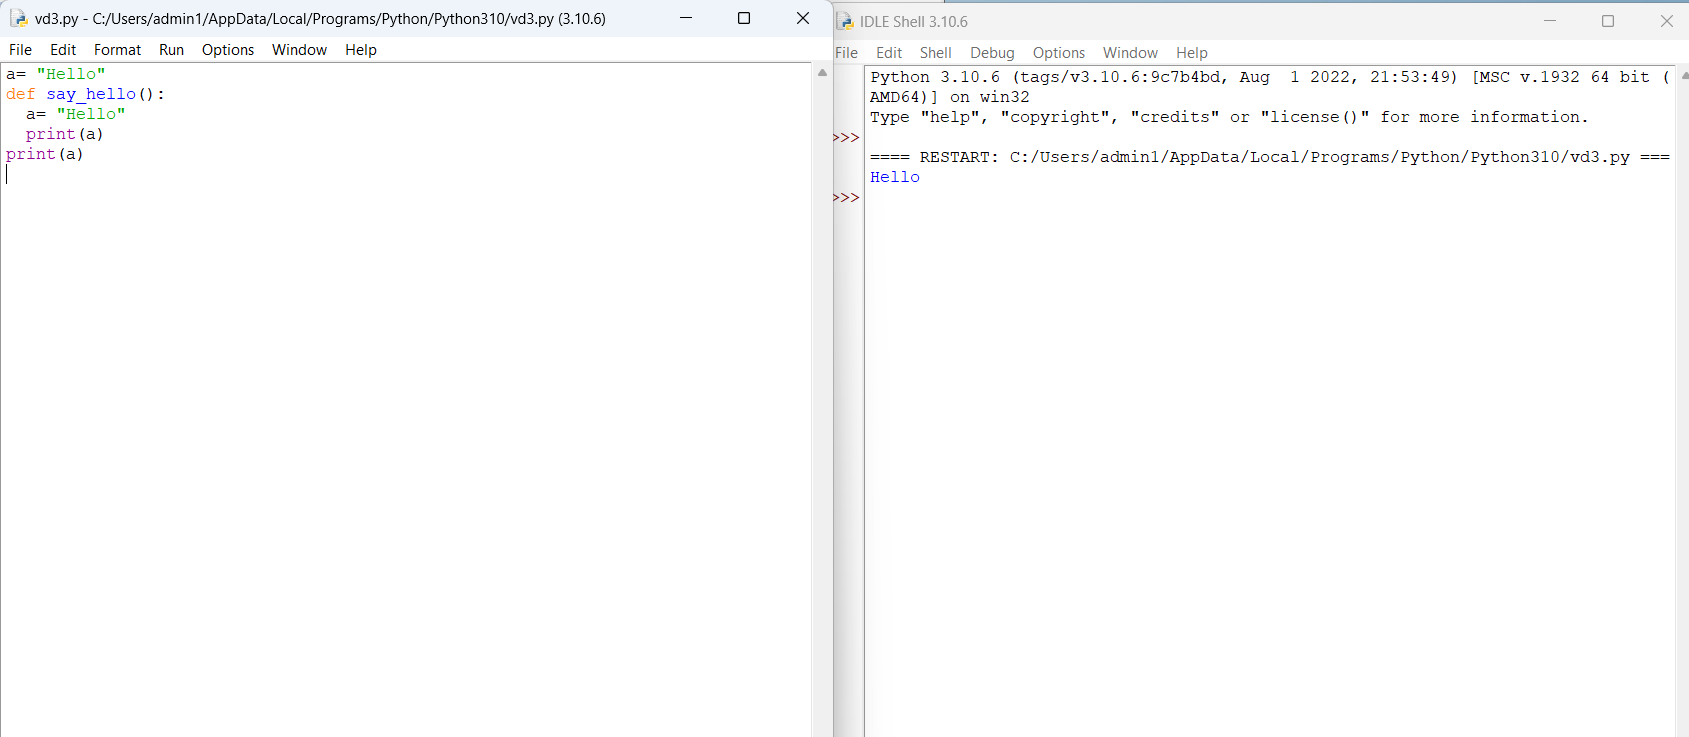 vd3.py - C:/Users/admin1/AppData/Local/Programs/Python/Python310/vd3.py (3.10.6)
File Edit Format Run Options Window Help
a= "Hello"
def say_hello():
  a= "Hello"
  print(a)
print(a)
IDLE Shell 3.10.6
File Edit Shell Debug Options Window Help
Python 3.10.6 (tags/v3.10.6:9c7b4bd, Aug  1 2022, 21:53:49) [MSC v.1932 64 bit (
AMD64)] on win32
Type "help", "copyright", "credits" or "license()" for more information.
>>>
==== RESTART: C:/Users/admin1/AppData/Local/Programs/Python/Python310/vd3.py ===
Hello
>>>